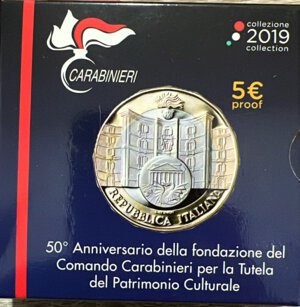 collezione
2019
collection
CARABINIERI
5€
proof
REPUBBLICA ITALIANA
50° Anniversario della fondazione del
Comando Carabinieri per la Tutela
del Patrimonio Culturale